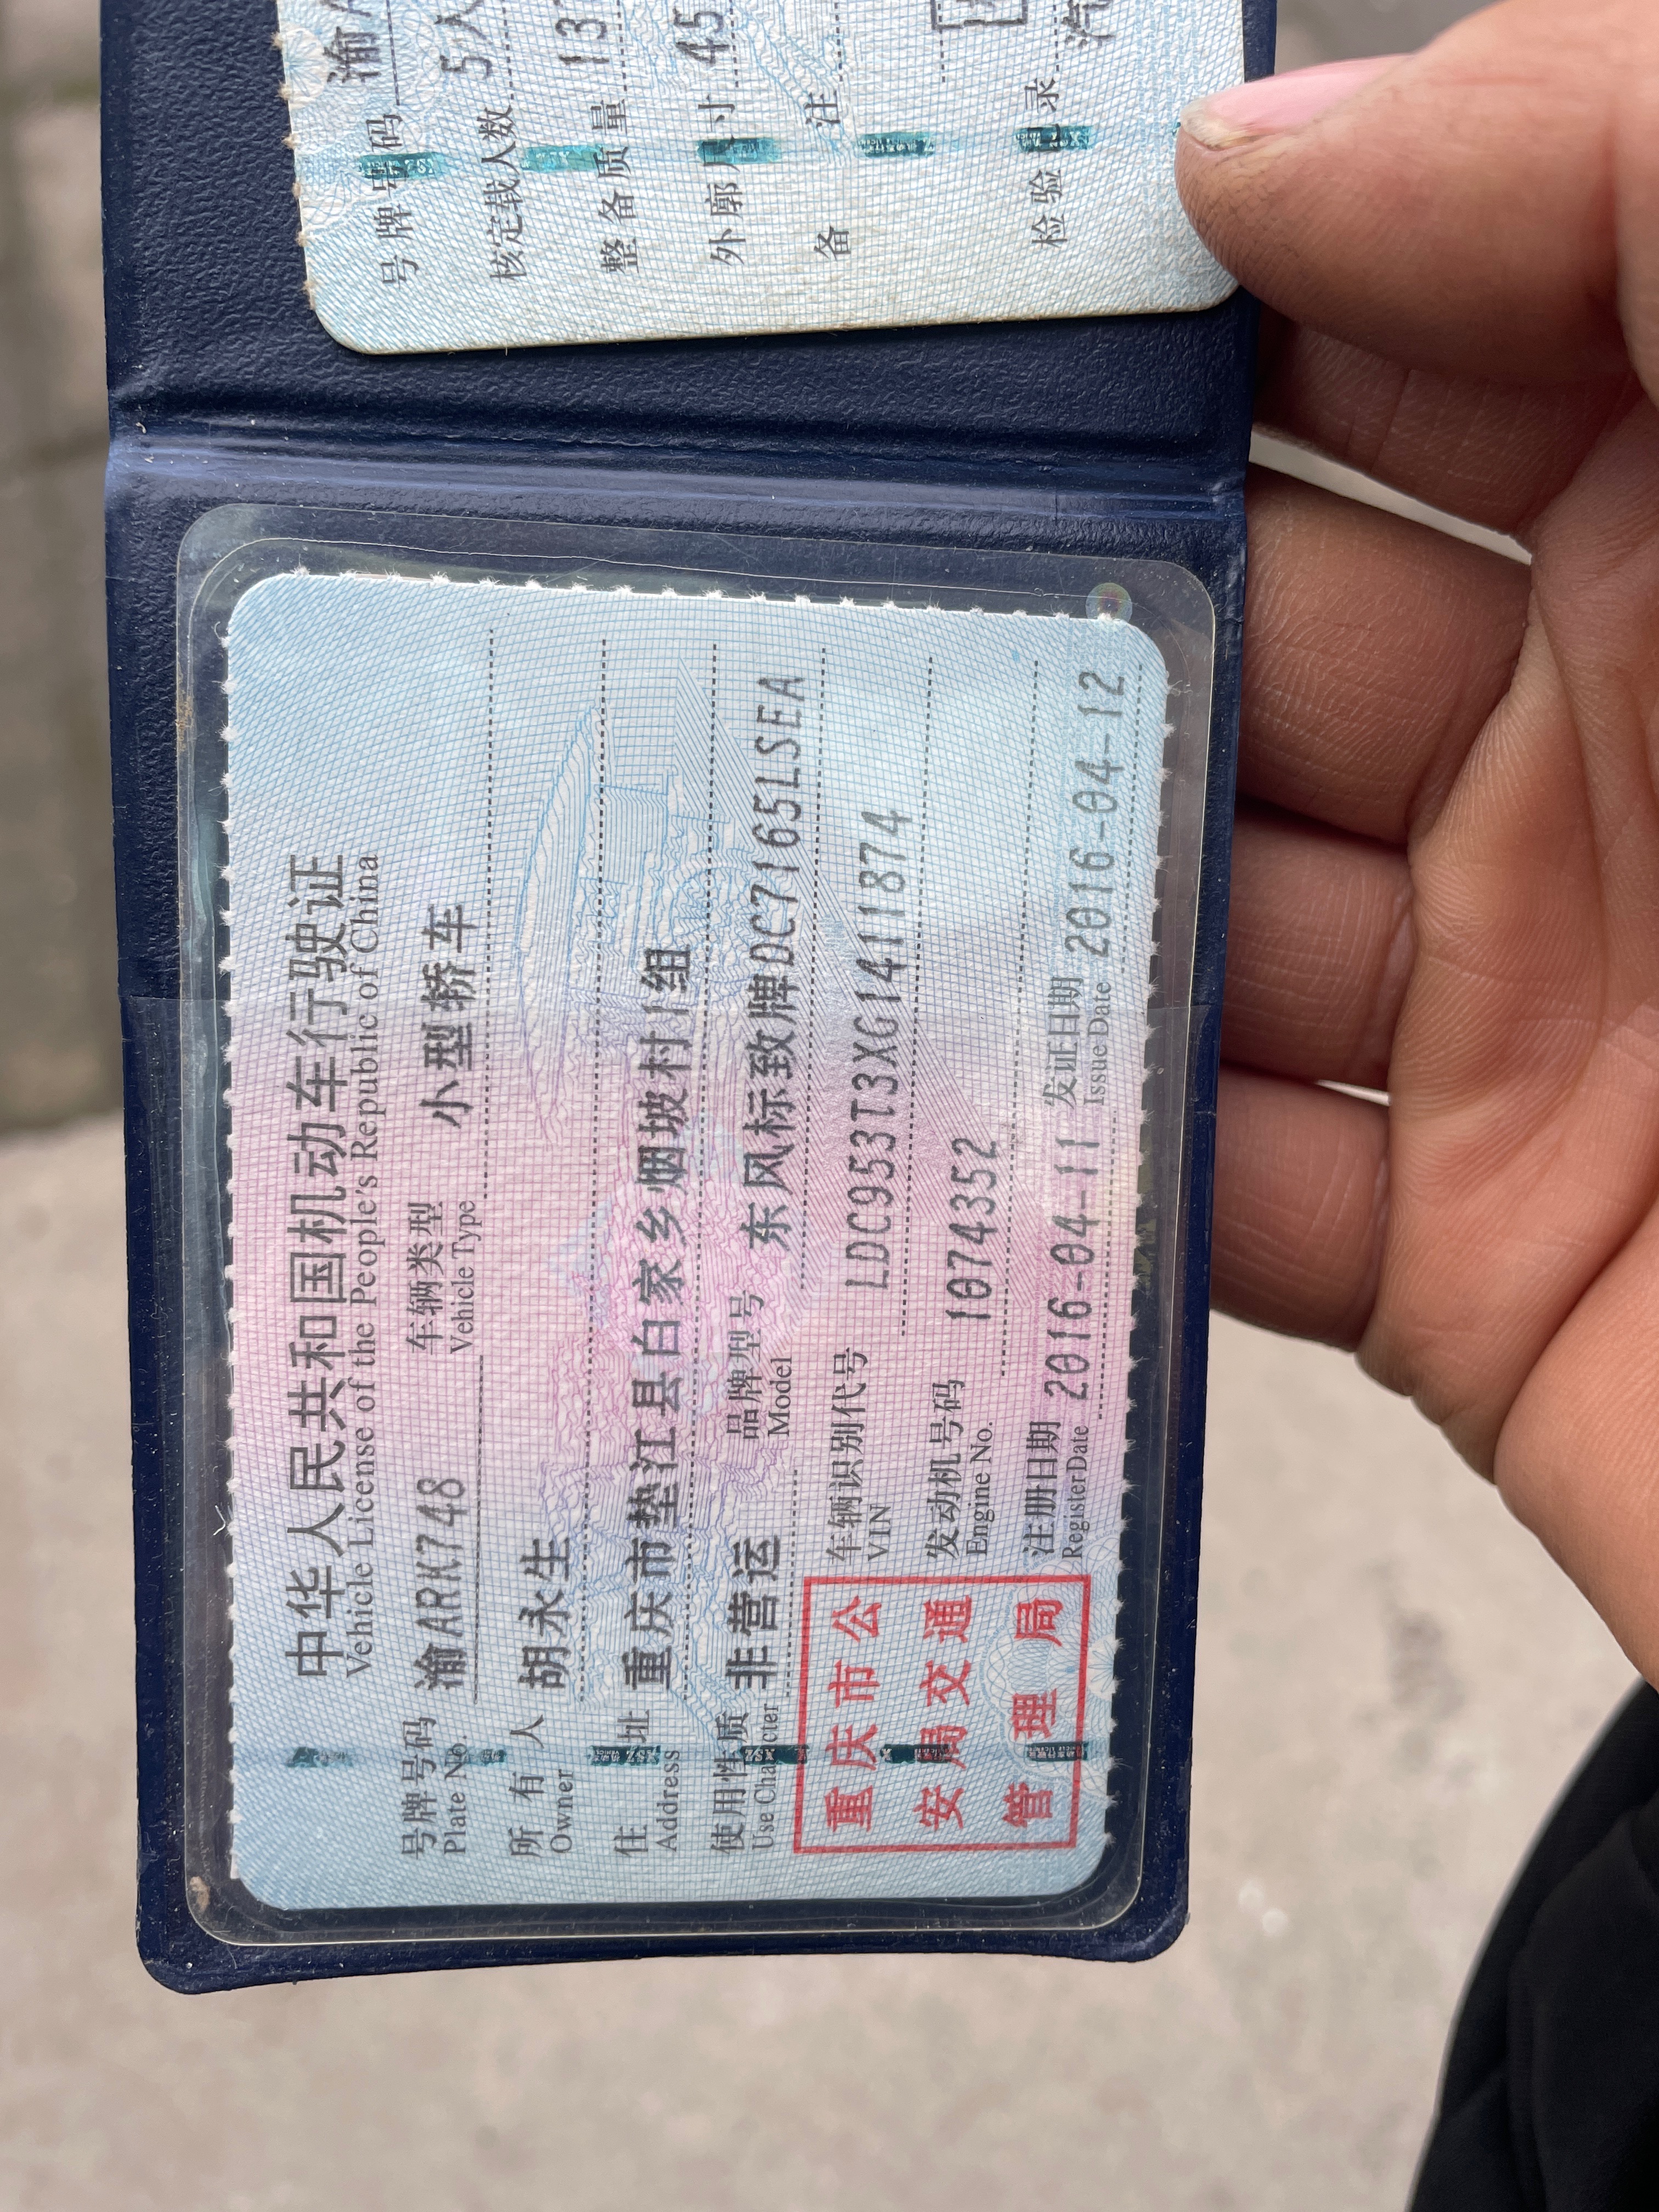 中华人民共和国机动车行驶证
Vehicle License of the People's Republic of China
号牌号码 渝ARK748 车辆类型 小型轿车
Plate No. Vehicle Type
所有人 胡永生
Owner
住址 重庆市垫江县白家乡烟坡村1组
Address
使用性质 非营运 品牌型号 东风标致牌DC7165LSEA
Use Character Model
重庆市公
安局交通
管理局
车辆识别代号 LDC953T3XG1411874
VIN
发动机号码 1074352
Engine No.
注册日期 2016-04-11 发证日期 2016-04-12
Register Date Issue Date
号牌号码 渝A
核定载人数 5人
整备质量 13
外廓尺寸 45
备注
检验记录 汽